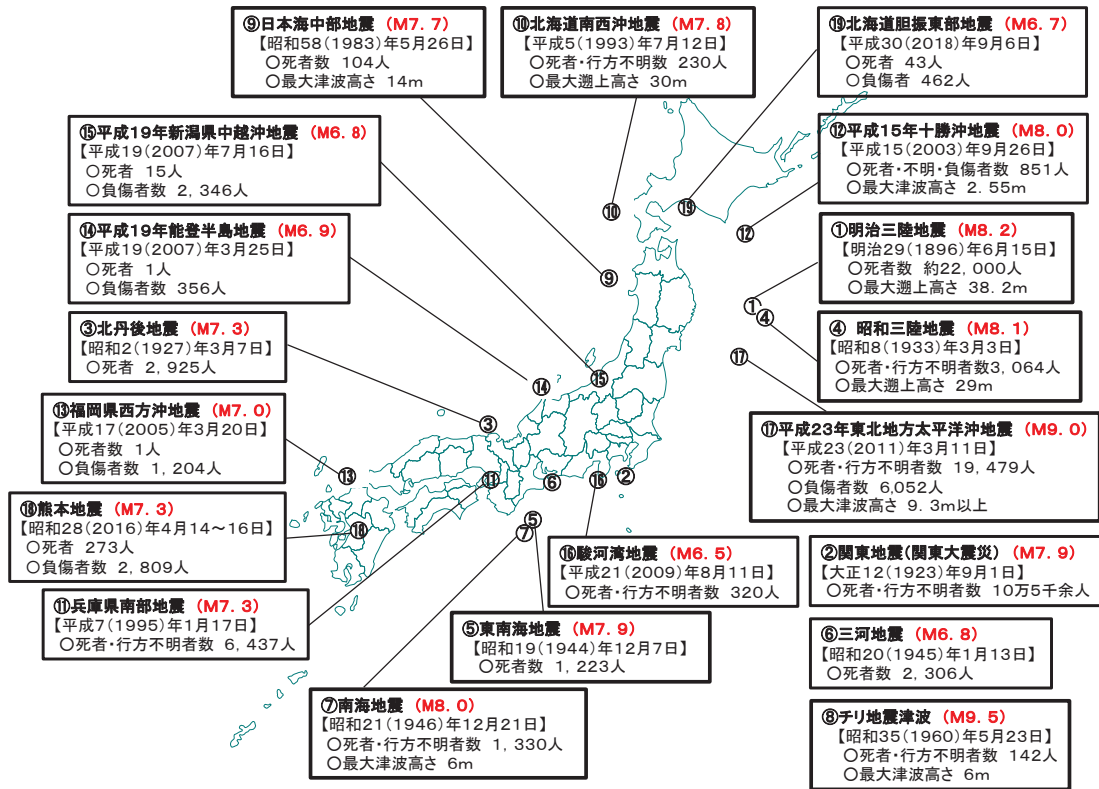 ⑨日本海中部地震 (M7.7)
【昭和58(1983)年5月26日】
○死者数 104人
○最大津波高さ 14m
⑩北海道南西沖地震 (M7.8)
【平成5(1993)年7月12日】
○死者・行方不明数 230人
○最大遡上高さ 30m
⑲北海道胆振東部地震 (M6.7)
【平成30(2018)年9月6日】
○死者 43人
○負傷者 462人
⑮平成19年新潟県中越沖地震 (M6.8)
【平成19(2007)年7月16日】
○死者 15人
○負傷者数 2,346人
⑫平成15年十勝沖地震 (M8.0)
【平成15(2003)年9月26日】
○死者・不明・負傷者数 851人
○最大津波高さ 2.55m
⑭平成19年能登半島地震 (M6.9)
【平成19(2007)年3月25日】
○死者 1人
○負傷者数 356人
①明治三陸地震 (M8.2)
【明治29(1896)年6月15日】
○死者数 約22,000人
○最大遡上高さ 38.2m
③北丹後地震 (M7.3)
【昭和2(1927)年3月7日】
○死者 2,925人
④ 昭和三陸地震 (M8.1)
【昭和8(1933)年3月3日】
○死者・行方不明者数3,064人
○最大遡上高さ 29m
⑬福岡県西方沖地震 (M7.0)
【平成17(2005)年3月20日】
○死者数 1人
○負傷者数 1,204人
⑰平成23年東北地方太平洋沖地震 (M9.0)
【平成23(2011)年3月11日】
○死者・行方不明者数 19,479人
○負傷者数 6,052人
○最大津波高さ 9.3m以上
⑱熊本地震 (M7.3)
【昭和28(2016)年4月14〜16日】
○死者 273人
○負傷者数 2,809人
⑯駿河湾地震 (M6.5)
【平成21(2009)年8月11日】
○死者・行方不明者数 320人
②関東地震(関東大震災) (M7.9)
【大正12(1923)年9月1日】
○死者・行方不明者数 10万5千余人
⑪兵庫県南部地震 (M7.3)
【平成7(1995)年1月17日】
○死者・行方不明者数 6,437人
⑤東南海地震 (M7.9)
【昭和19(1944)年12月7日】
○死者数 1,223人
⑥三河地震 (M6.8)
【昭和20(1945)年1月13日】
○死者数 2,306人
⑦南海地震 (M8.0)
【昭和21(1946)年12月21日】
○死者・行方不明者数 1,330人
○最大津波高さ 6m
⑧チリ地震津波 (M9.5)
【昭和35(1960)年5月23日】
○死者・行方不明者数 142人
○最大津波高さ 6m
⑩
⑲
⑫
⑨
①
④
⑰
⑮
⑭
③
⑬
⑪
⑥
⑯
②
⑤
⑦
⑱